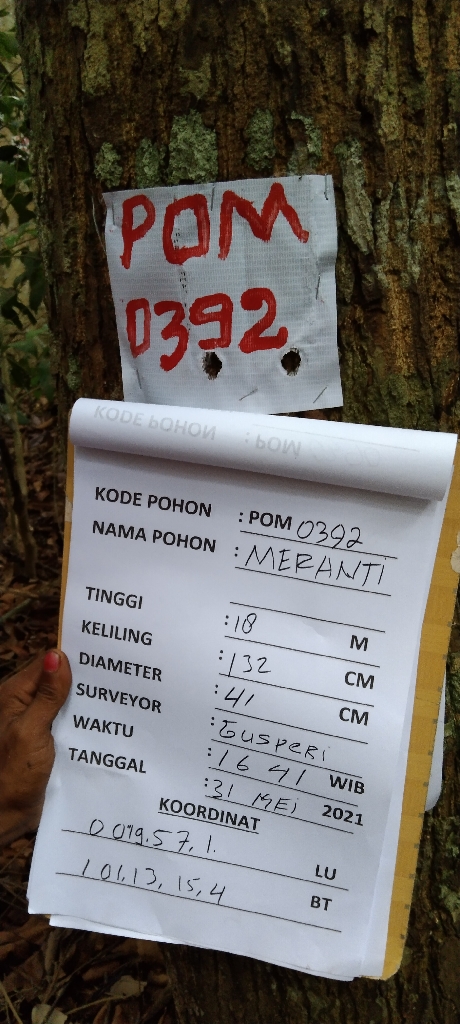 POM
0392
KODE POHON : POM
KODE POHON : POM 0392
NAMA POHON : MERANTI
TINGGI : 18 M
KELILING : 132 CM
DIAMETER : 41 CM
SURVEYOR : GUSPERI
WAKTU : 16 41 WIB
TANGGAL : 31 MEI 2021
KOORDINAT
0 019.57,1. LU
101.13,15,4 BT